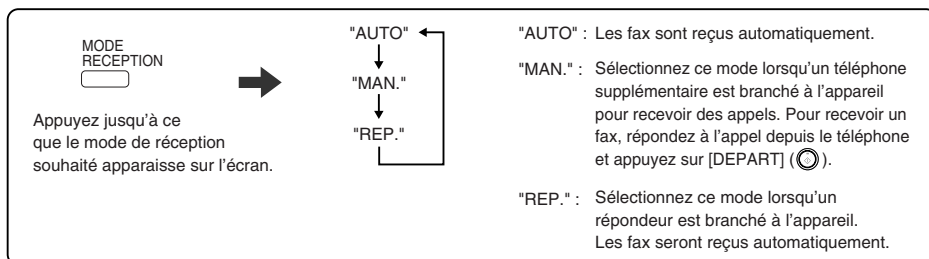 MODE
RECEPTION
Appuyez jusqu'à ce
que le mode de réception
souhaité apparaisse sur l'écran.
"AUTO"
"MAN."
"REP."
"AUTO" : Les fax sont reçus automatiquement.
"MAN." : Sélectionnez ce mode lorsqu'un téléphone
supplémentaire est branché à l'appareil
pour recevoir des appels. Pour recevoir un
fax, répondez à l'appel depuis le téléphone
et appuyez sur [DEPART] ( ).
"REP." : Sélectionnez ce mode lorsqu'un
répondeur est branché à l'appareil.
Les fax seront reçus automatiquement.